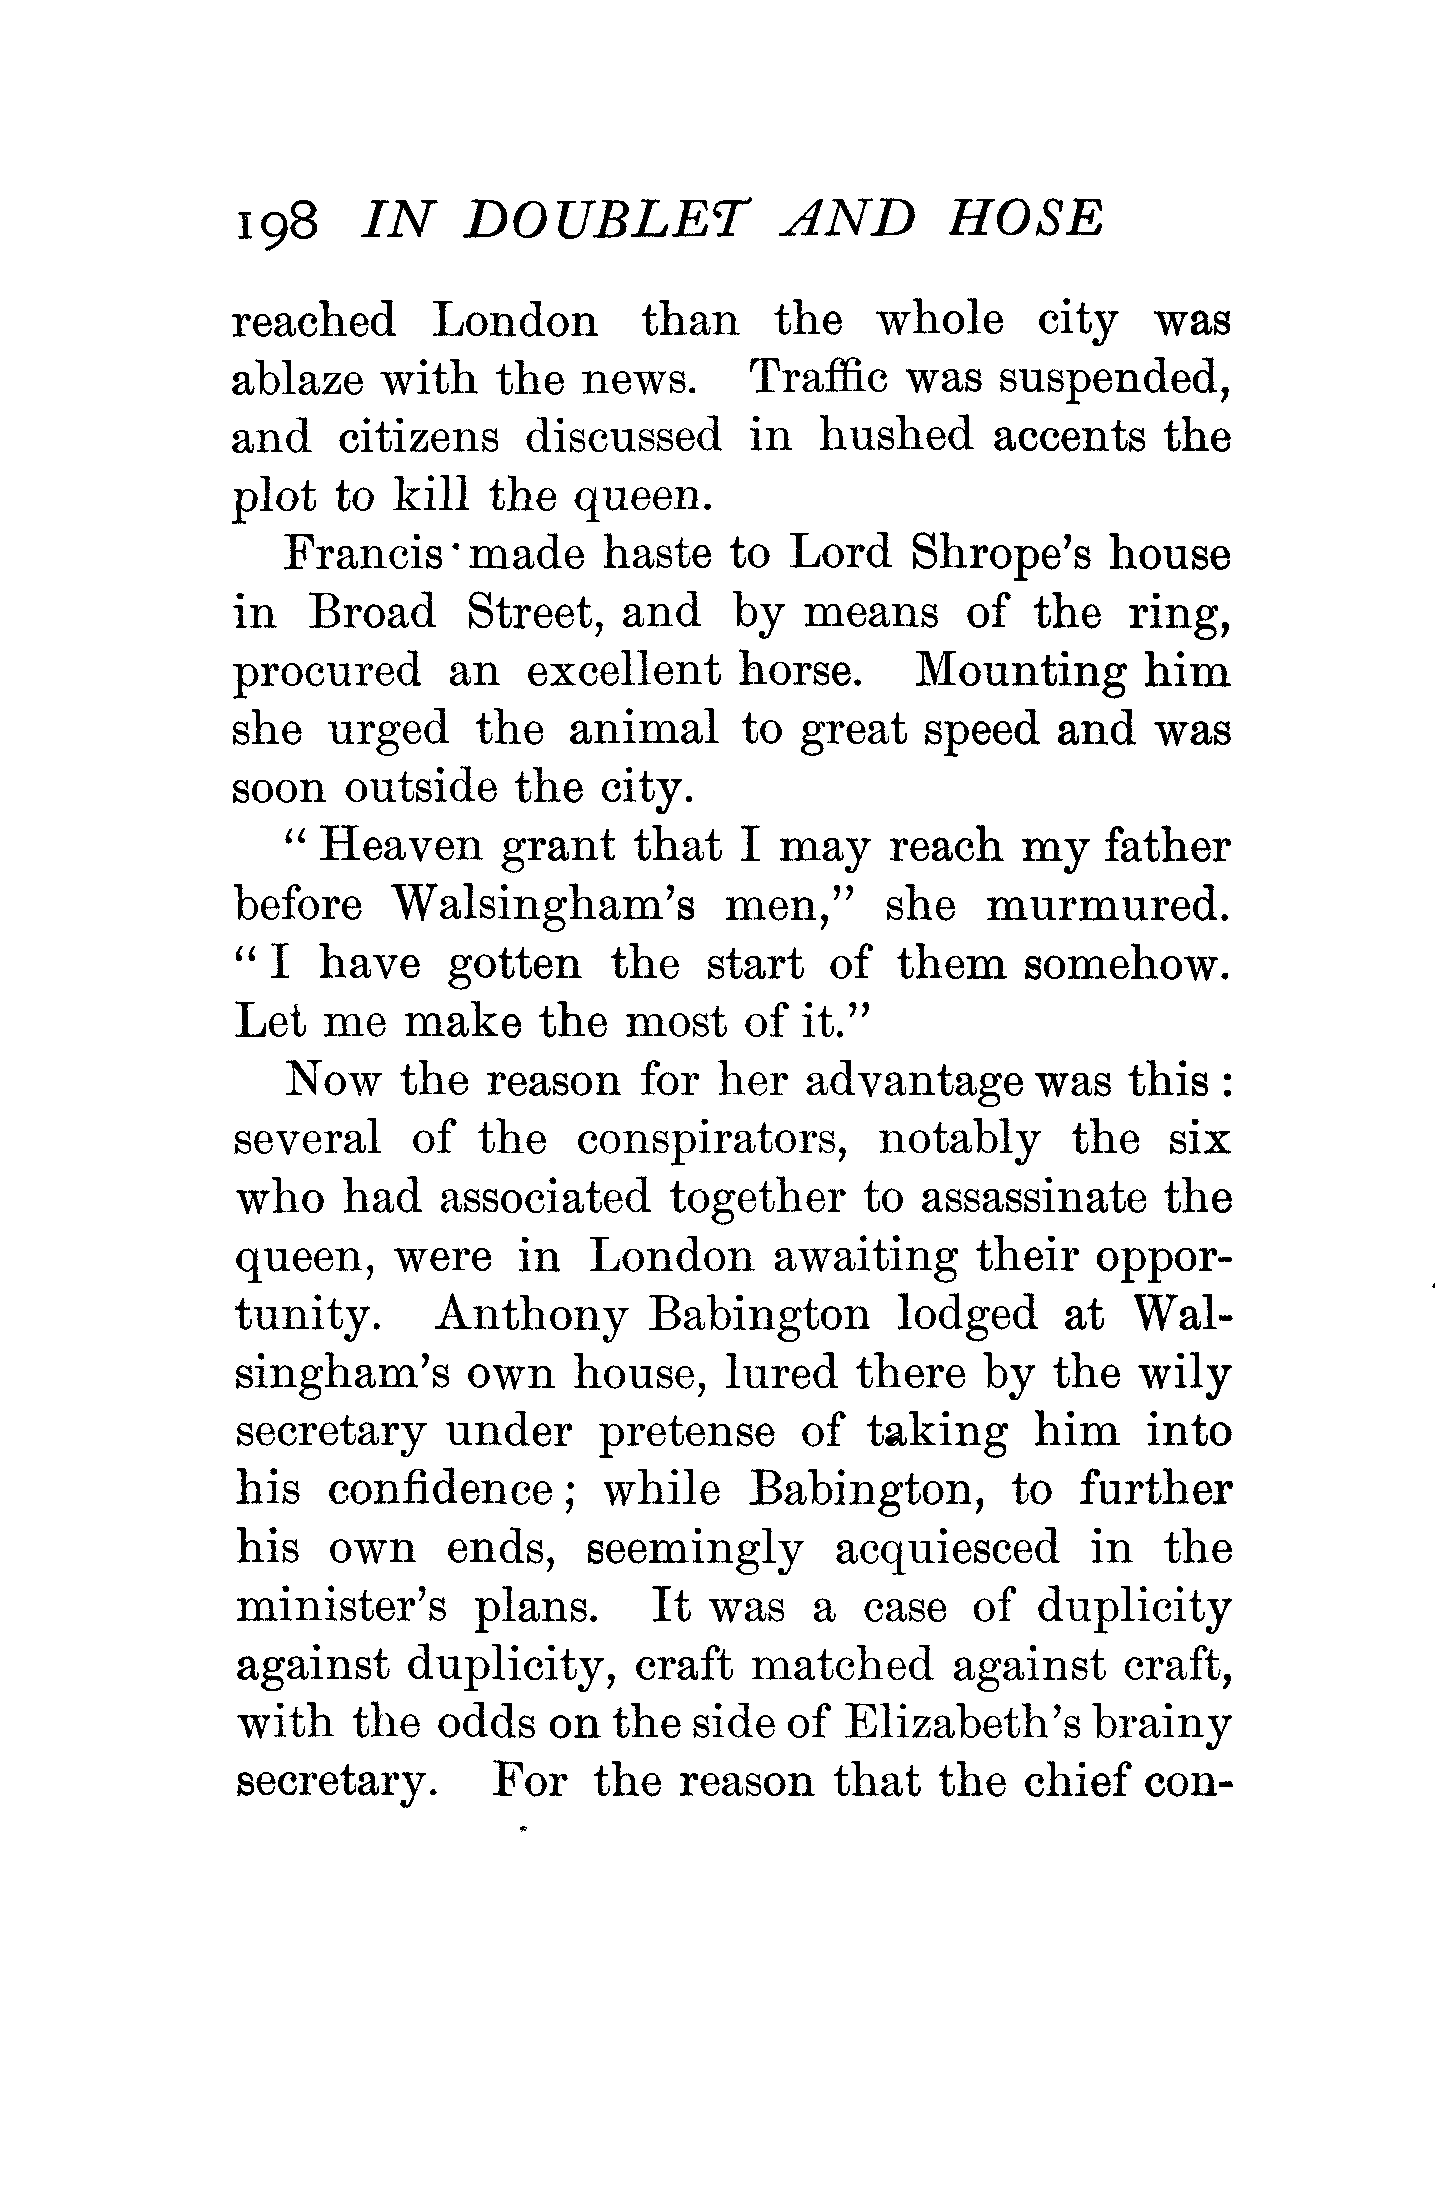 198 IN DOUBLET AND HOSE
reached London than the whole city was
ablaze with the news. Traffic was suspended,
and citizens discussed in hushed accents the
plot to kill the queen.
Francis made haste to Lord Shrope's house
in Broad Street, and by means of the ring,
procured an excellent horse. Mounting him
she urged the animal to great speed and was
soon outside the city.
"Heaven grant that I may reach my father
before Walsingham's men," she murmured.
"I have gotten the start of them somehow.
Let me make the most of it."
Now the reason for her advantage was this:
several of the conspirators, notably the six
who had associated together to assassinate the
queen, were in London awaiting their oppor-
tunity. Anthony Babington lodged at Wal-
singham's own house, lured there by the wily
secretary under pretense of taking him into
his confidence; while Babington, to further
his own ends, seemingly acquiesced in the
minister's plans. It was a case of duplicity
against duplicity, craft matched against craft,
with the odds on the side of Elizabeth's brainy
secretary. For the reason that the chief con-